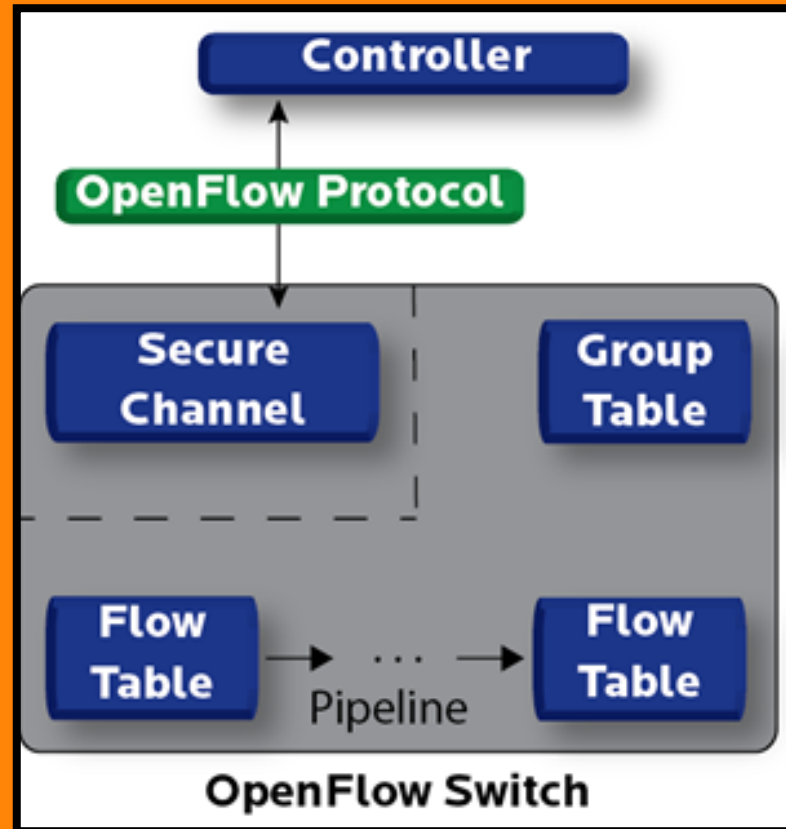 Controller
OpenFlow Protocol
Secure
Channel
Group
Table
Flow
Table
...
Pipeline
Flow
Table
OpenFlow Switch